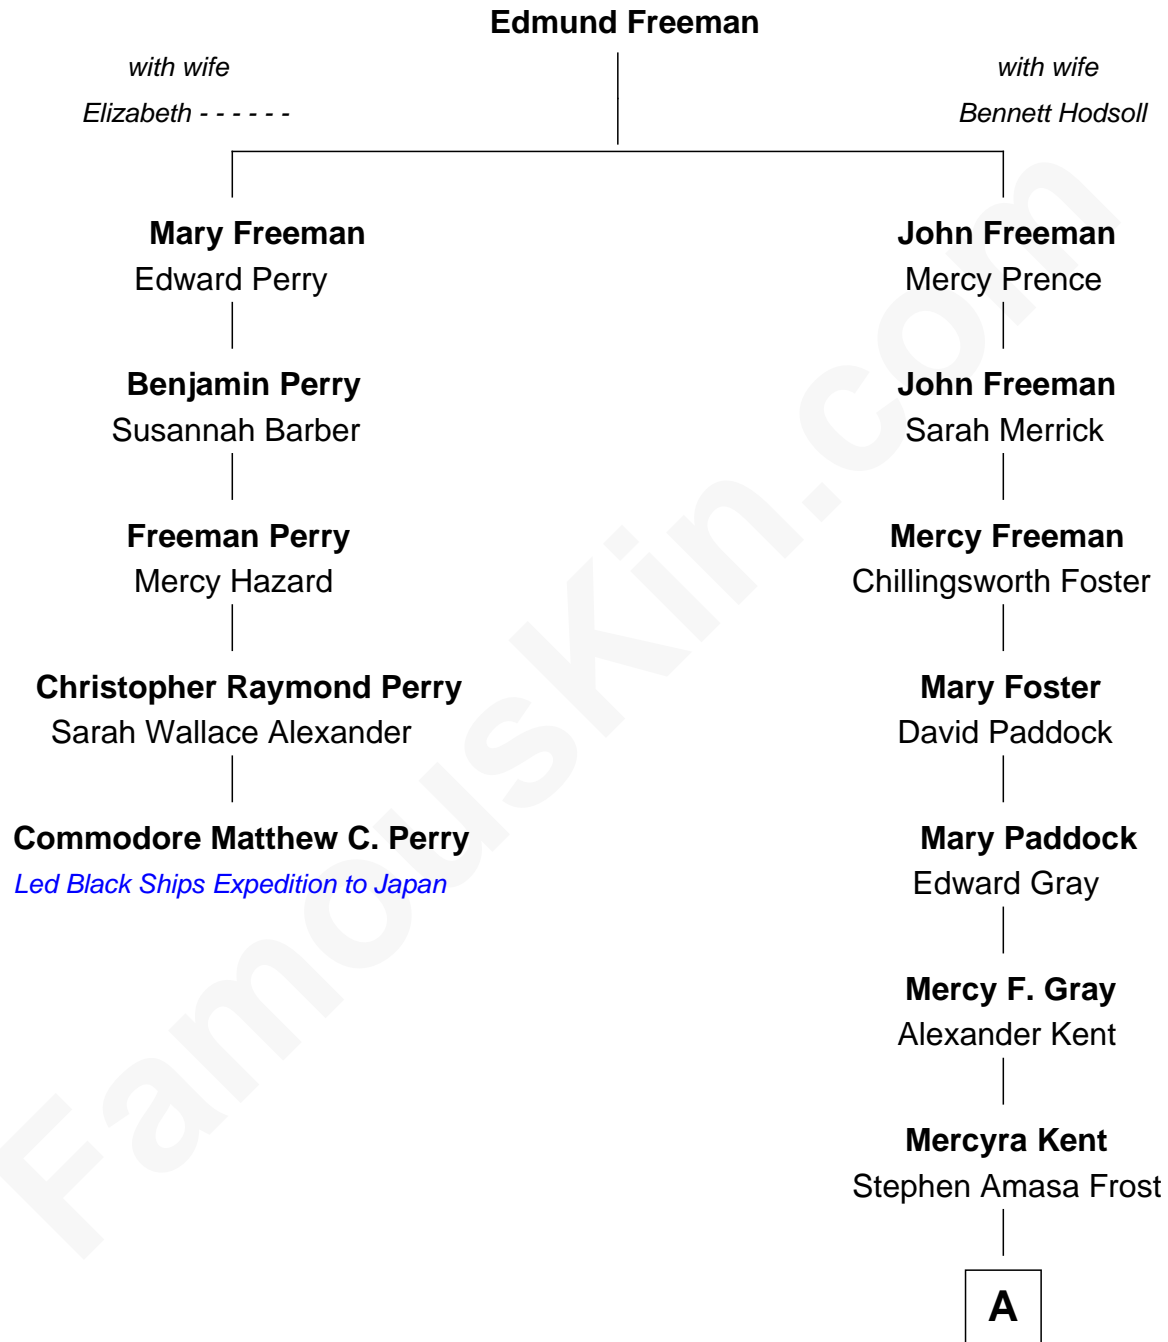 Edmund Freeman
with wife
Elizabeth - - - - - -
with wife
Bennett Hodsoll
Mary Freeman
Edward Perry
John Freeman
Mercy Prence
Benjamin Perry
Susannah Barber
John Freeman
Sarah Merrick
Freeman Perry
Mercy Hazard
Mercy Freeman
Chillingsworth Foster
Christopher Raymond Perry
Sarah Wallace Alexander
Mary Foster
David Paddock
Commodore Matthew C. Perry
Led Black Ships Expedition to Japan
Mary Paddock
Edward Gray
Mercy F. Gray
Alexander Kent
Mercyra Kent
Stephen Amasa Frost
A
FamousKin.com